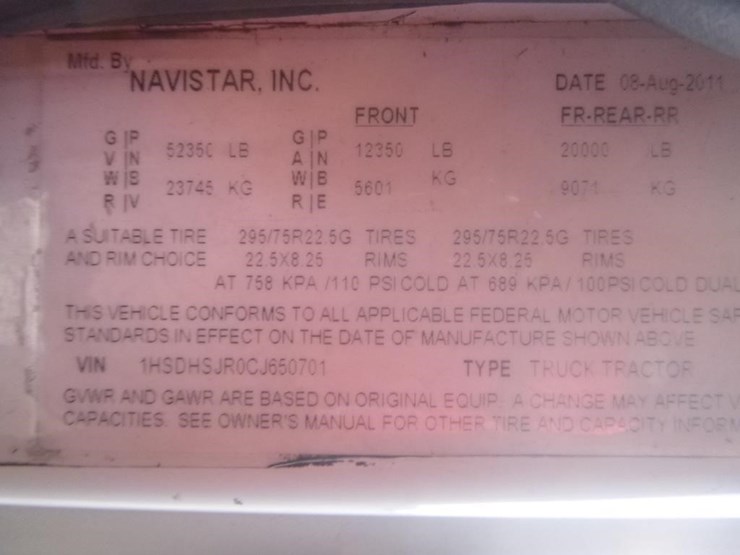 Mfd. By
NAVISTAR, INC. DATE 08-Aug-2011
FRONT FR-REAR-RR
G|P 52350 LB G|P 12350 LB 20000 LB
V|N A|N
W|S 23745 KG W|B 5601 KG 9071 KG
R|V R|E
A SUITABLE TIRE 295/75R22.5G TIRES 295/75R22.5G TIRES
AND RIM CHOICE 22.5X8.25 RIMS 22.5X8.25 RIMS
AT 758 KPA /110 PSI COLD AT 689 KPA / 100 PSI COLD DUAL
THIS VEHICLE CONFORMS TO ALL APPLICABLE FEDERAL MOTOR VEHICLE SAF
STANDARDS IN EFFECT ON THE DATE OF MANUFACTURE SHOWN ABOVE
VIN 1HSDHSJR0CJ650701 TYPE TRUCK TRACTOR
GVWR AND GAWR ARE BASED ON ORIGINAL EQUIP. A CHANGE MAY AFFECT V
CAPACITIES. SEE OWNER'S MANUAL FOR OTHER TIRE AND CAPACITY INFORM